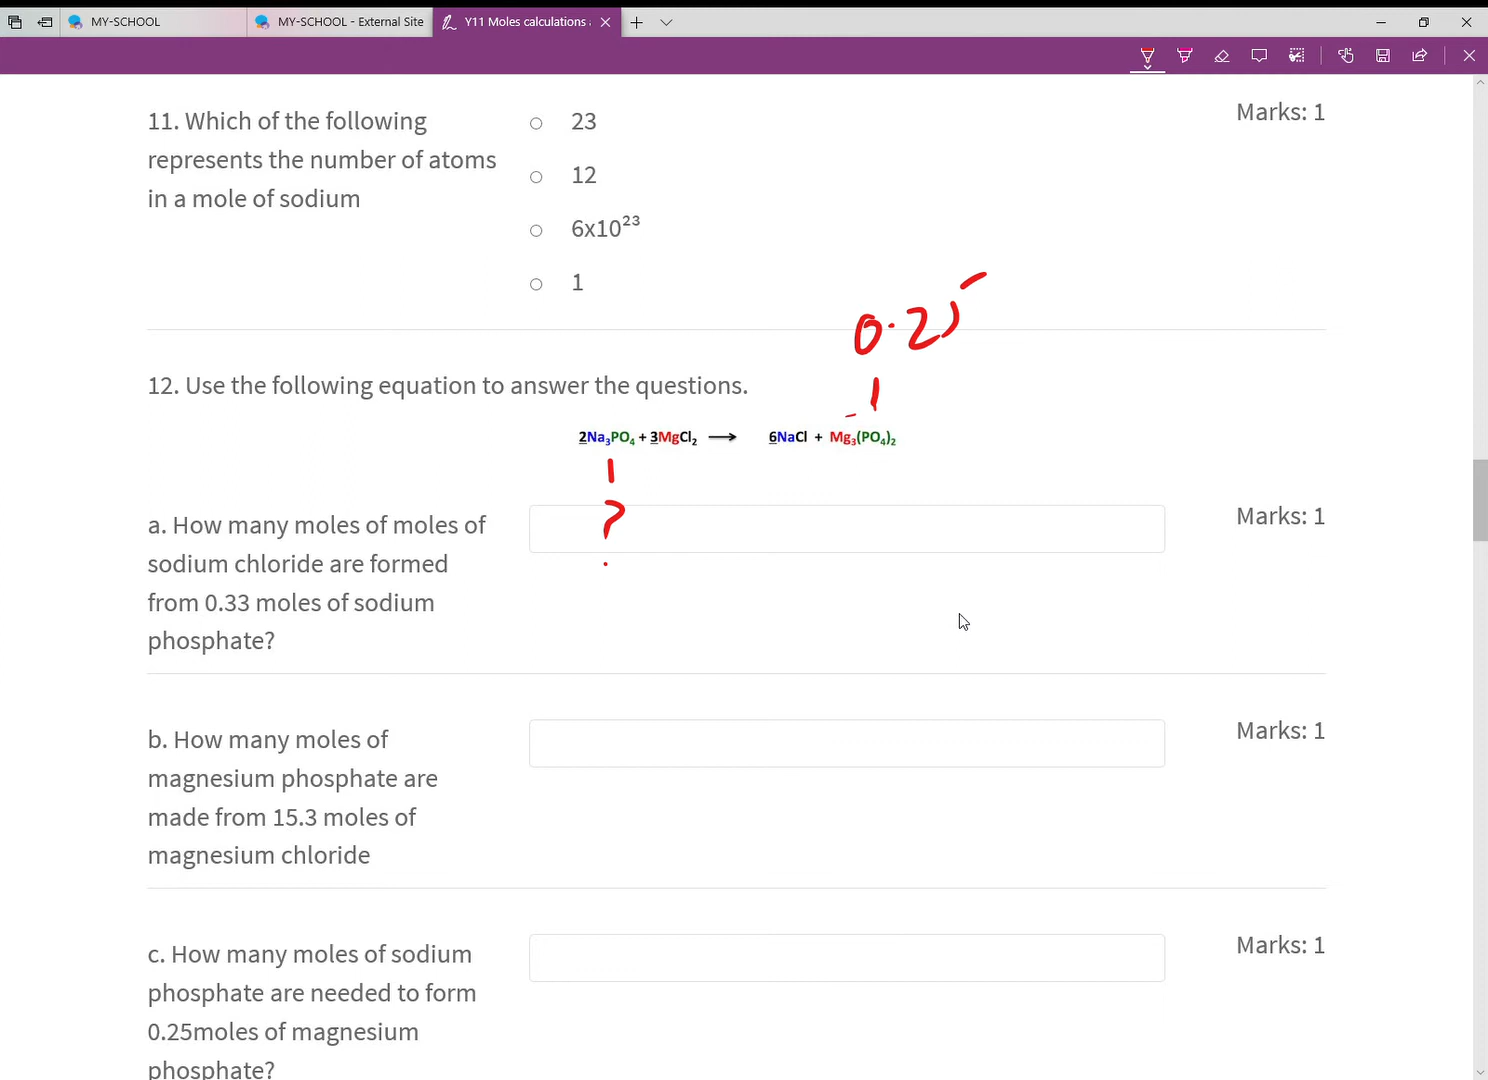 MY-SCHOOL
MY-SCHOOL - External Site
Y11 Moles calculations
11. Which of the following
represents the number of atoms
in a mole of sodium
23
12
6x10²³
1
Marks: 1
0.25
12. Use the following equation to answer the questions.
2Na₃PO₄ + 3MgCl₂ ⟶ 6NaCl + Mg₃(PO₄)₂
?
a. How many moles of moles of
sodium chloride are formed
from 0.33 moles of sodium
phosphate?
Marks: 1
b. How many moles of
magnesium phosphate are
made from 15.3 moles of
magnesium chloride
Marks: 1
c. How many moles of sodium
phosphate are needed to form
0.25moles of magnesium
phosphate?
Marks: 1